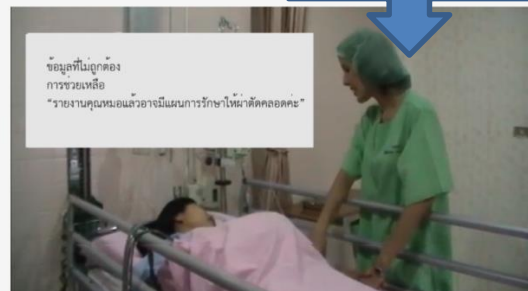 ข้อมูลที่ไม่ถูกต้อง
การช่วยเหลือ
“รายงานคุณหมอแล้วอาจมีแผนการรักษาให้ผ่าตัดคลอดค่ะ”